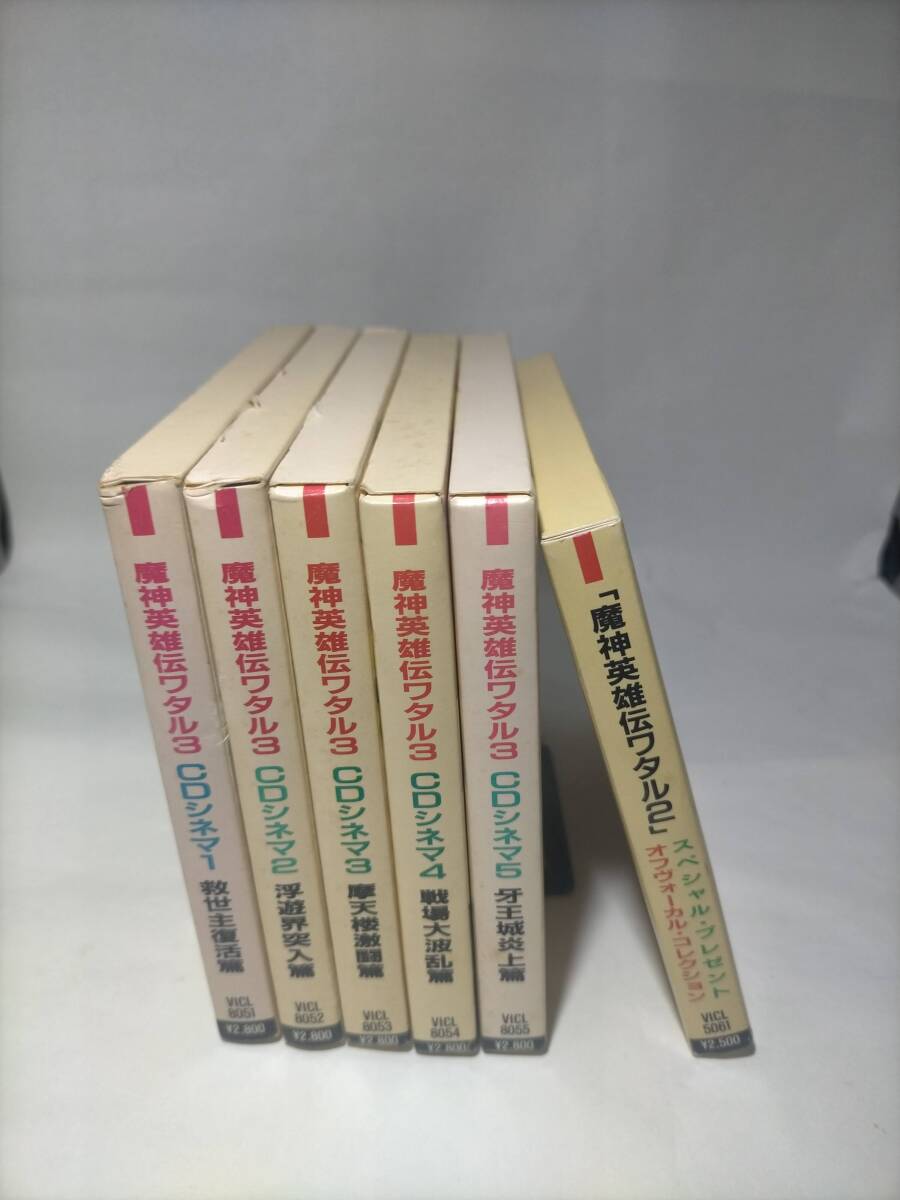 魔神英雄伝ワタル3 CDシネマ1 救世主復活篇
VICL
8051
¥2,800
魔神英雄伝ワタル3 CDシネマ2 浮遊界突入篇
VICL
8052
¥2,800
魔神英雄伝ワタル3 CDシネマ3 摩天楼激闘篇
VICL
8053
¥2,800
魔神英雄伝ワタル3 CDシネマ4 戦場大波乱篇
VICL
8054
¥2,800
魔神英雄伝ワタル3 CDシネマ5 牙王城炎上篇
VICL
8055
¥2,800
「魔神英雄伝ワタル2」
スペシャル・プレゼント
オフヴォーカル・コレクション
VICL
5061
¥2,500